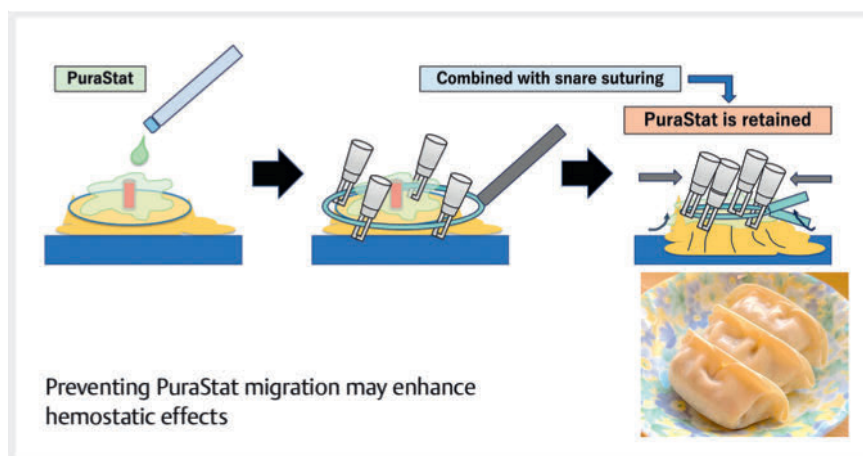 PuraStat
Combined with snare suturing
PuraStat is retained
Preventing PuraStat migration may enhance
hemostatic effects